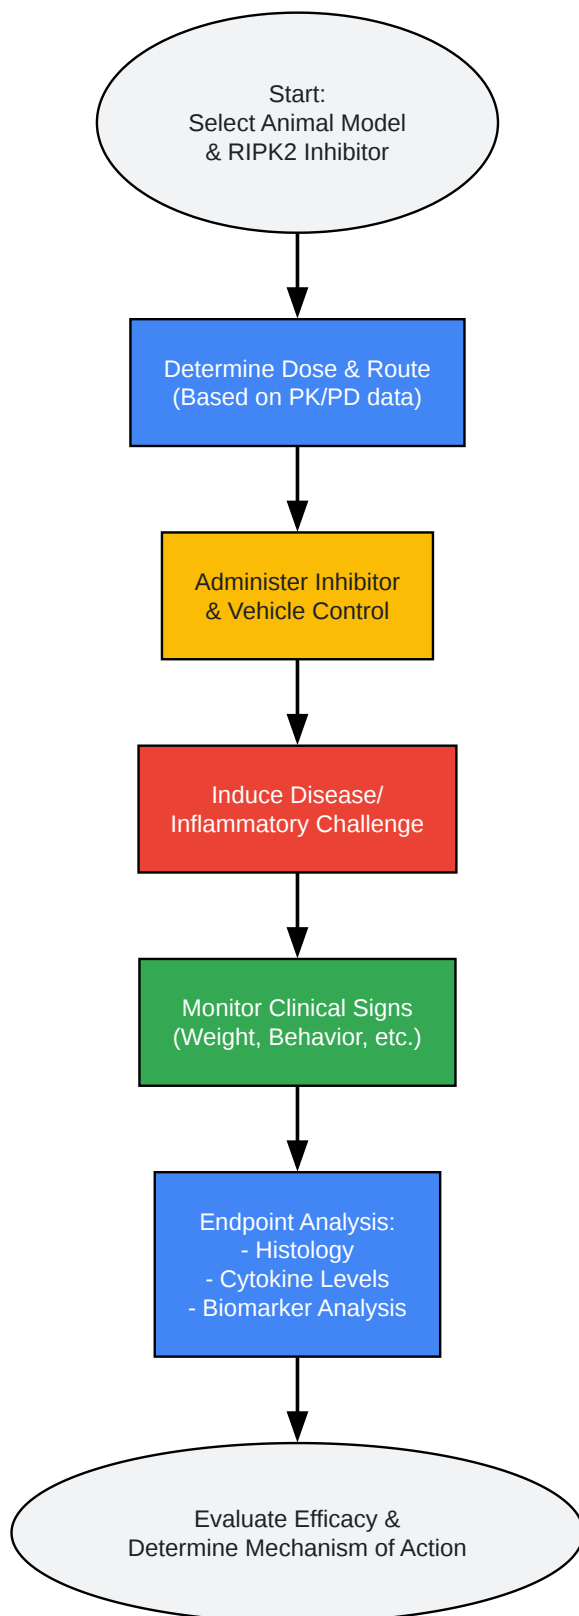 Start:
Select Animal Model
& RIPK2 Inhibitor
Determine Dose & Route
(Based on PK/PD data)
Administer Inhibitor
& Vehicle Control
Induce Disease/
Inflammatory Challenge
Monitor Clinical Signs
(Weight, Behavior, etc.)
Endpoint Analysis:
- Histology
- Cytokine Levels
- Biomarker Analysis
Evaluate Efficacy &
Determine Mechanism of Action